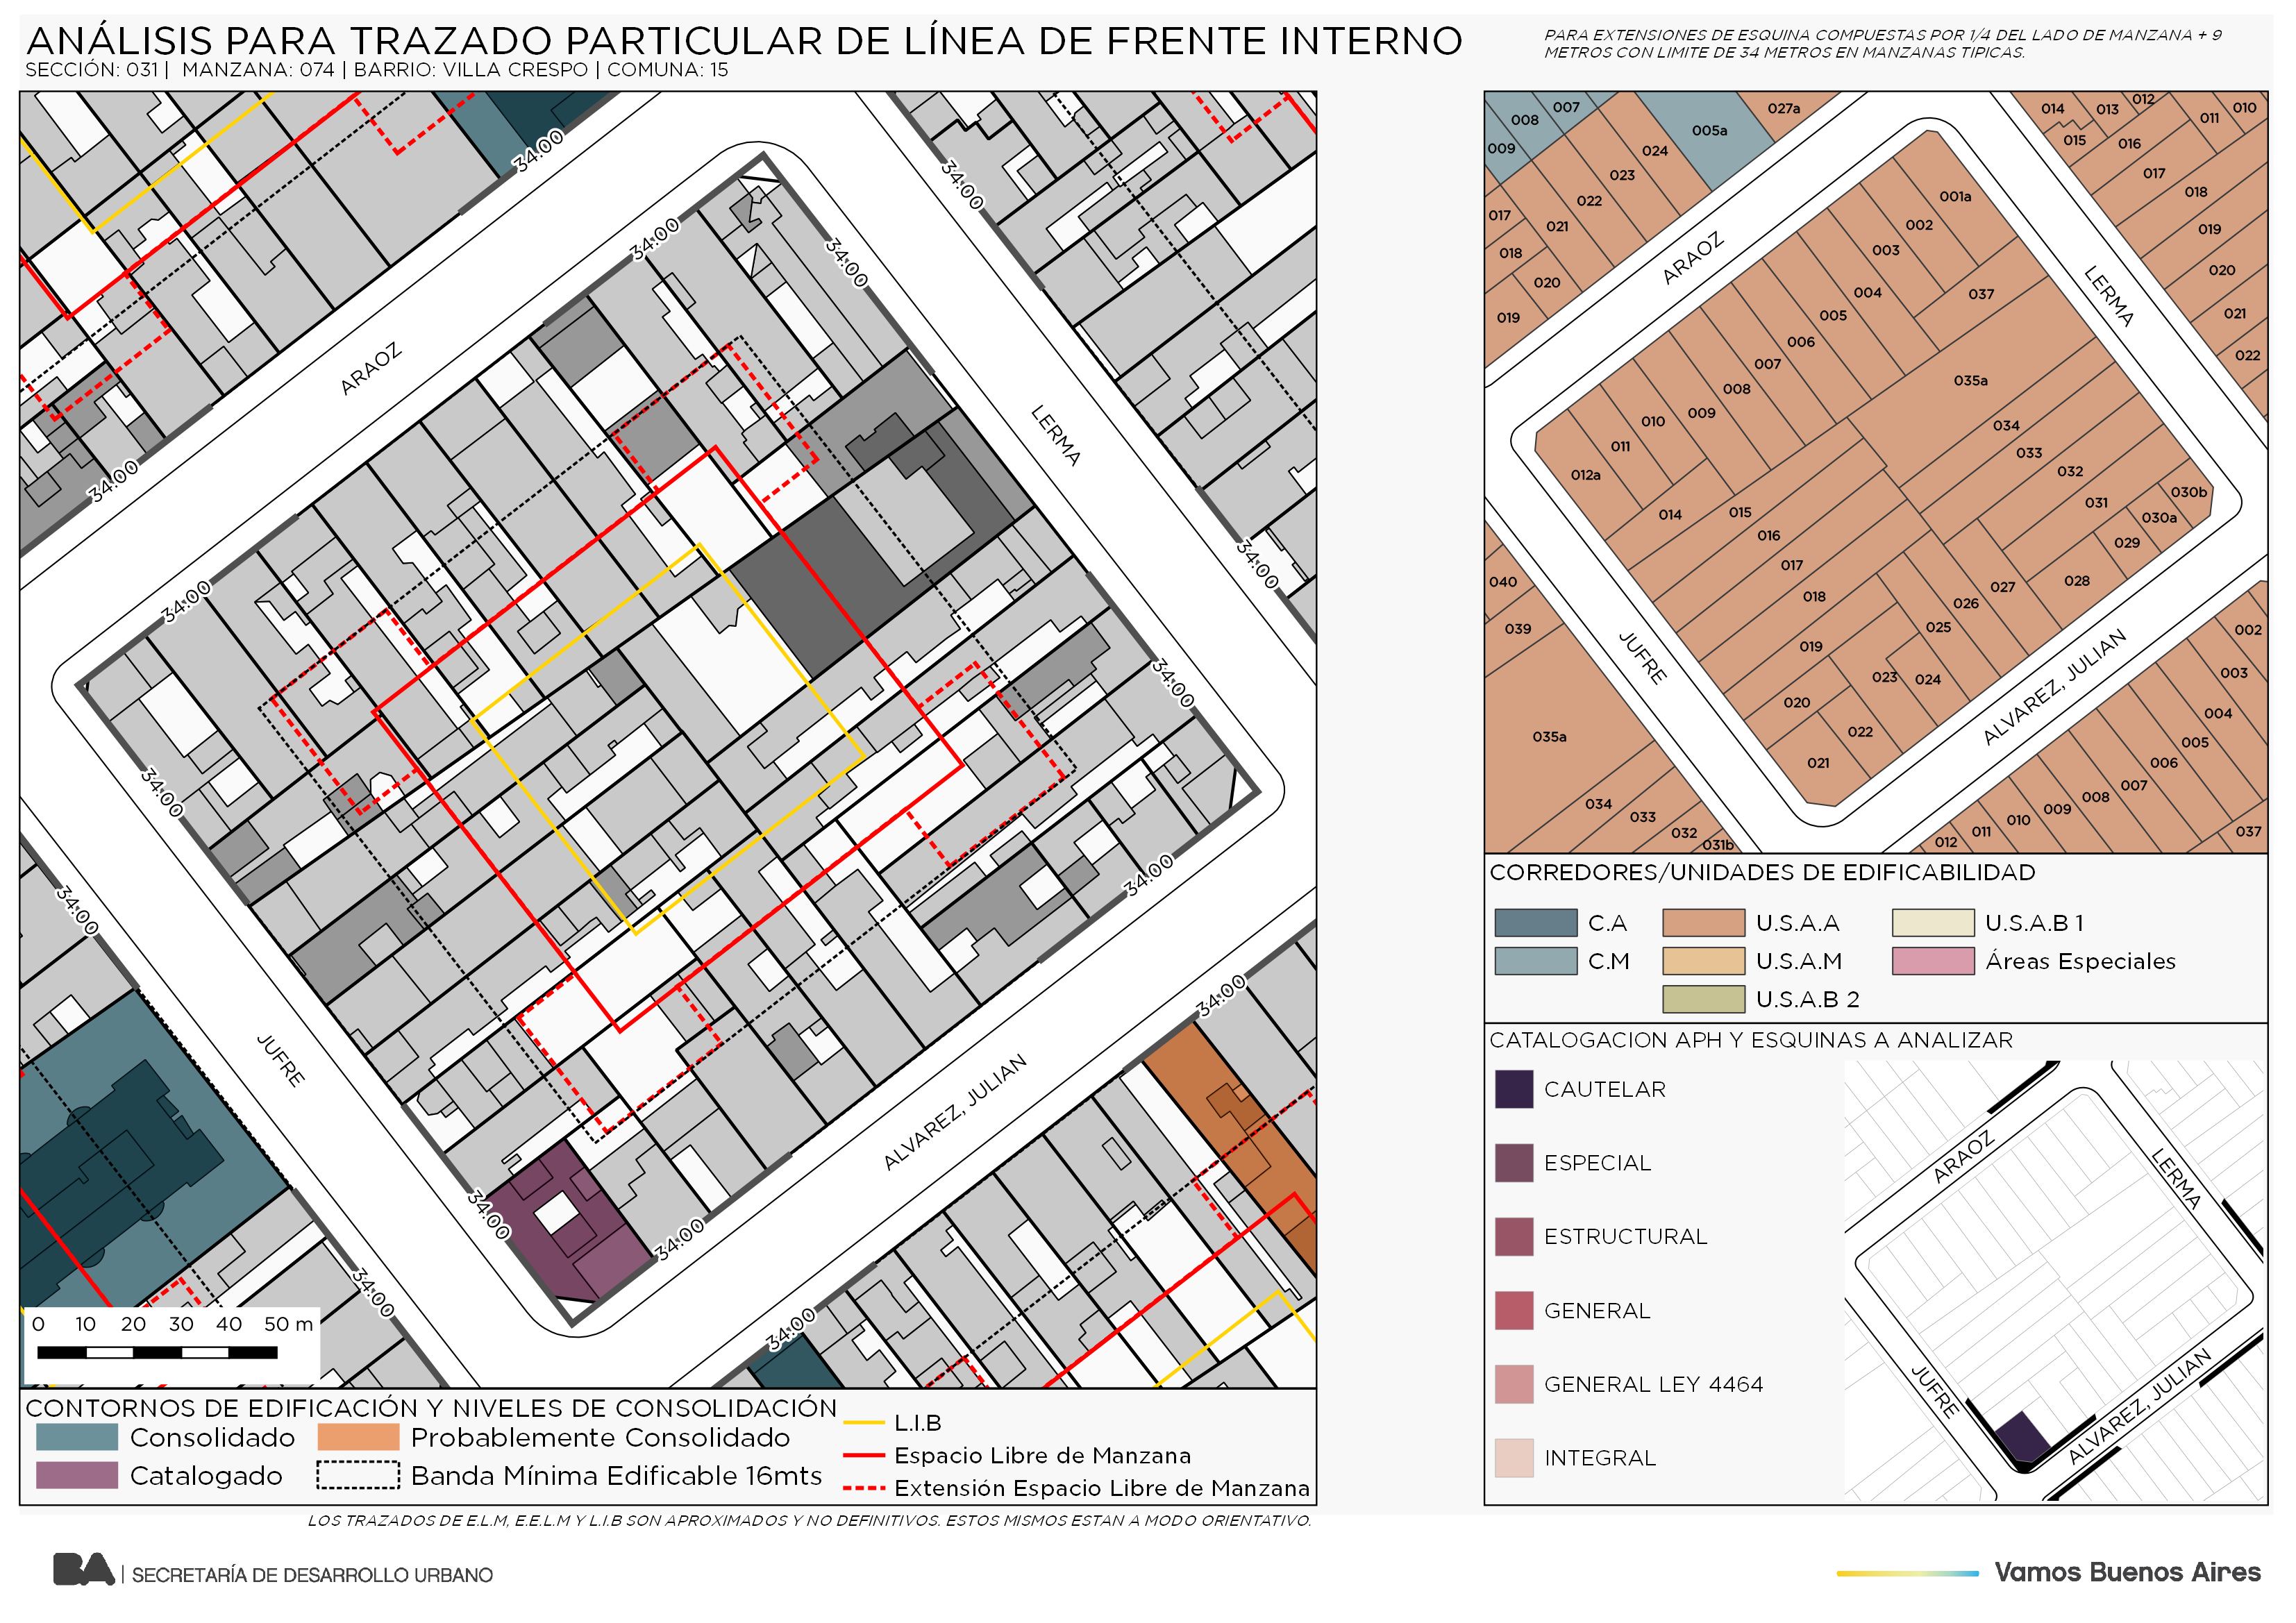 ANÁLISIS PARA TRAZADO PARTICULAR DE LÍNEA DE FRENTE INTERNO
SECCIÓN: 031 | MANZANA: 074 | BARRIO: VILLA CRESPO | COMUNA: 15
PARA EXTENSIONES DE ESQUINA COMPUESTAS POR 1/4 DEL LADO DE MANZANA + 9
METROS CON LIMITE DE 34 METROS EN MANZANAS TIPICAS.
34:00
34:00
34:00
34:00
ARAOZ
34:00
LERMA
34:00
34:00
34:00
34:00
34:00
34:00
34:00
JUFRE
34:00
ALVAREZ, JULIAN
34:00
34:00
34:00
34:00
0 10 20 30 40 50 m
CONTORNOS DE EDIFICACIÓN Y NIVELES DE CONSOLIDACIÓN
Consolidado
Probablemente Consolidado
Catalogado
Banda Mínima Edificable 16mts
L.I.B
Espacio Libre de Manzana
Extensión Espacio Libre de Manzana
LOS TRAZADOS DE E.L.M, E.E.L.M Y L.I.B SON APROXIMADOS Y NO DEFINITIVOS. ESTOS MISMOS ESTAN A MODO ORIENTATIVO.
007
008
009
005a
027a
024
023
022
021
017
018
020
019
014
013
012
011
010
015
016
017
018
019
020
021
022
ARAOZ
LERMA
001a
002
003
004
037
005
006
007
008
009
010
011
012a
035a
034
033
032
031
030b
030a
029
028
014
015
016
017
018
027
026
025
019
024
023
020
022
021
JUFRE
ALVAREZ, JULIAN
040
039
035a
034
033
032
031b
002
003
004
005
006
007
008
009
010
011
012
037
CORREDORES/UNIDADES DE EDIFICABILIDAD
C.A
U.S.A.A
U.S.A.B 1
C.M
U.S.A.M
Áreas Especiales
U.S.A.B 2
CATALOGACION APH Y ESQUINAS A ANALIZAR
CAUTELAR
ESPECIAL
ESTRUCTURAL
GENERAL
GENERAL LEY 4464
INTEGRAL
ARAOZ
LERMA
JUFRE
ALVAREZ, JULIAN
BA | SECRETARÍA DE DESARROLLO URBANO
Vamos Buenos Aires